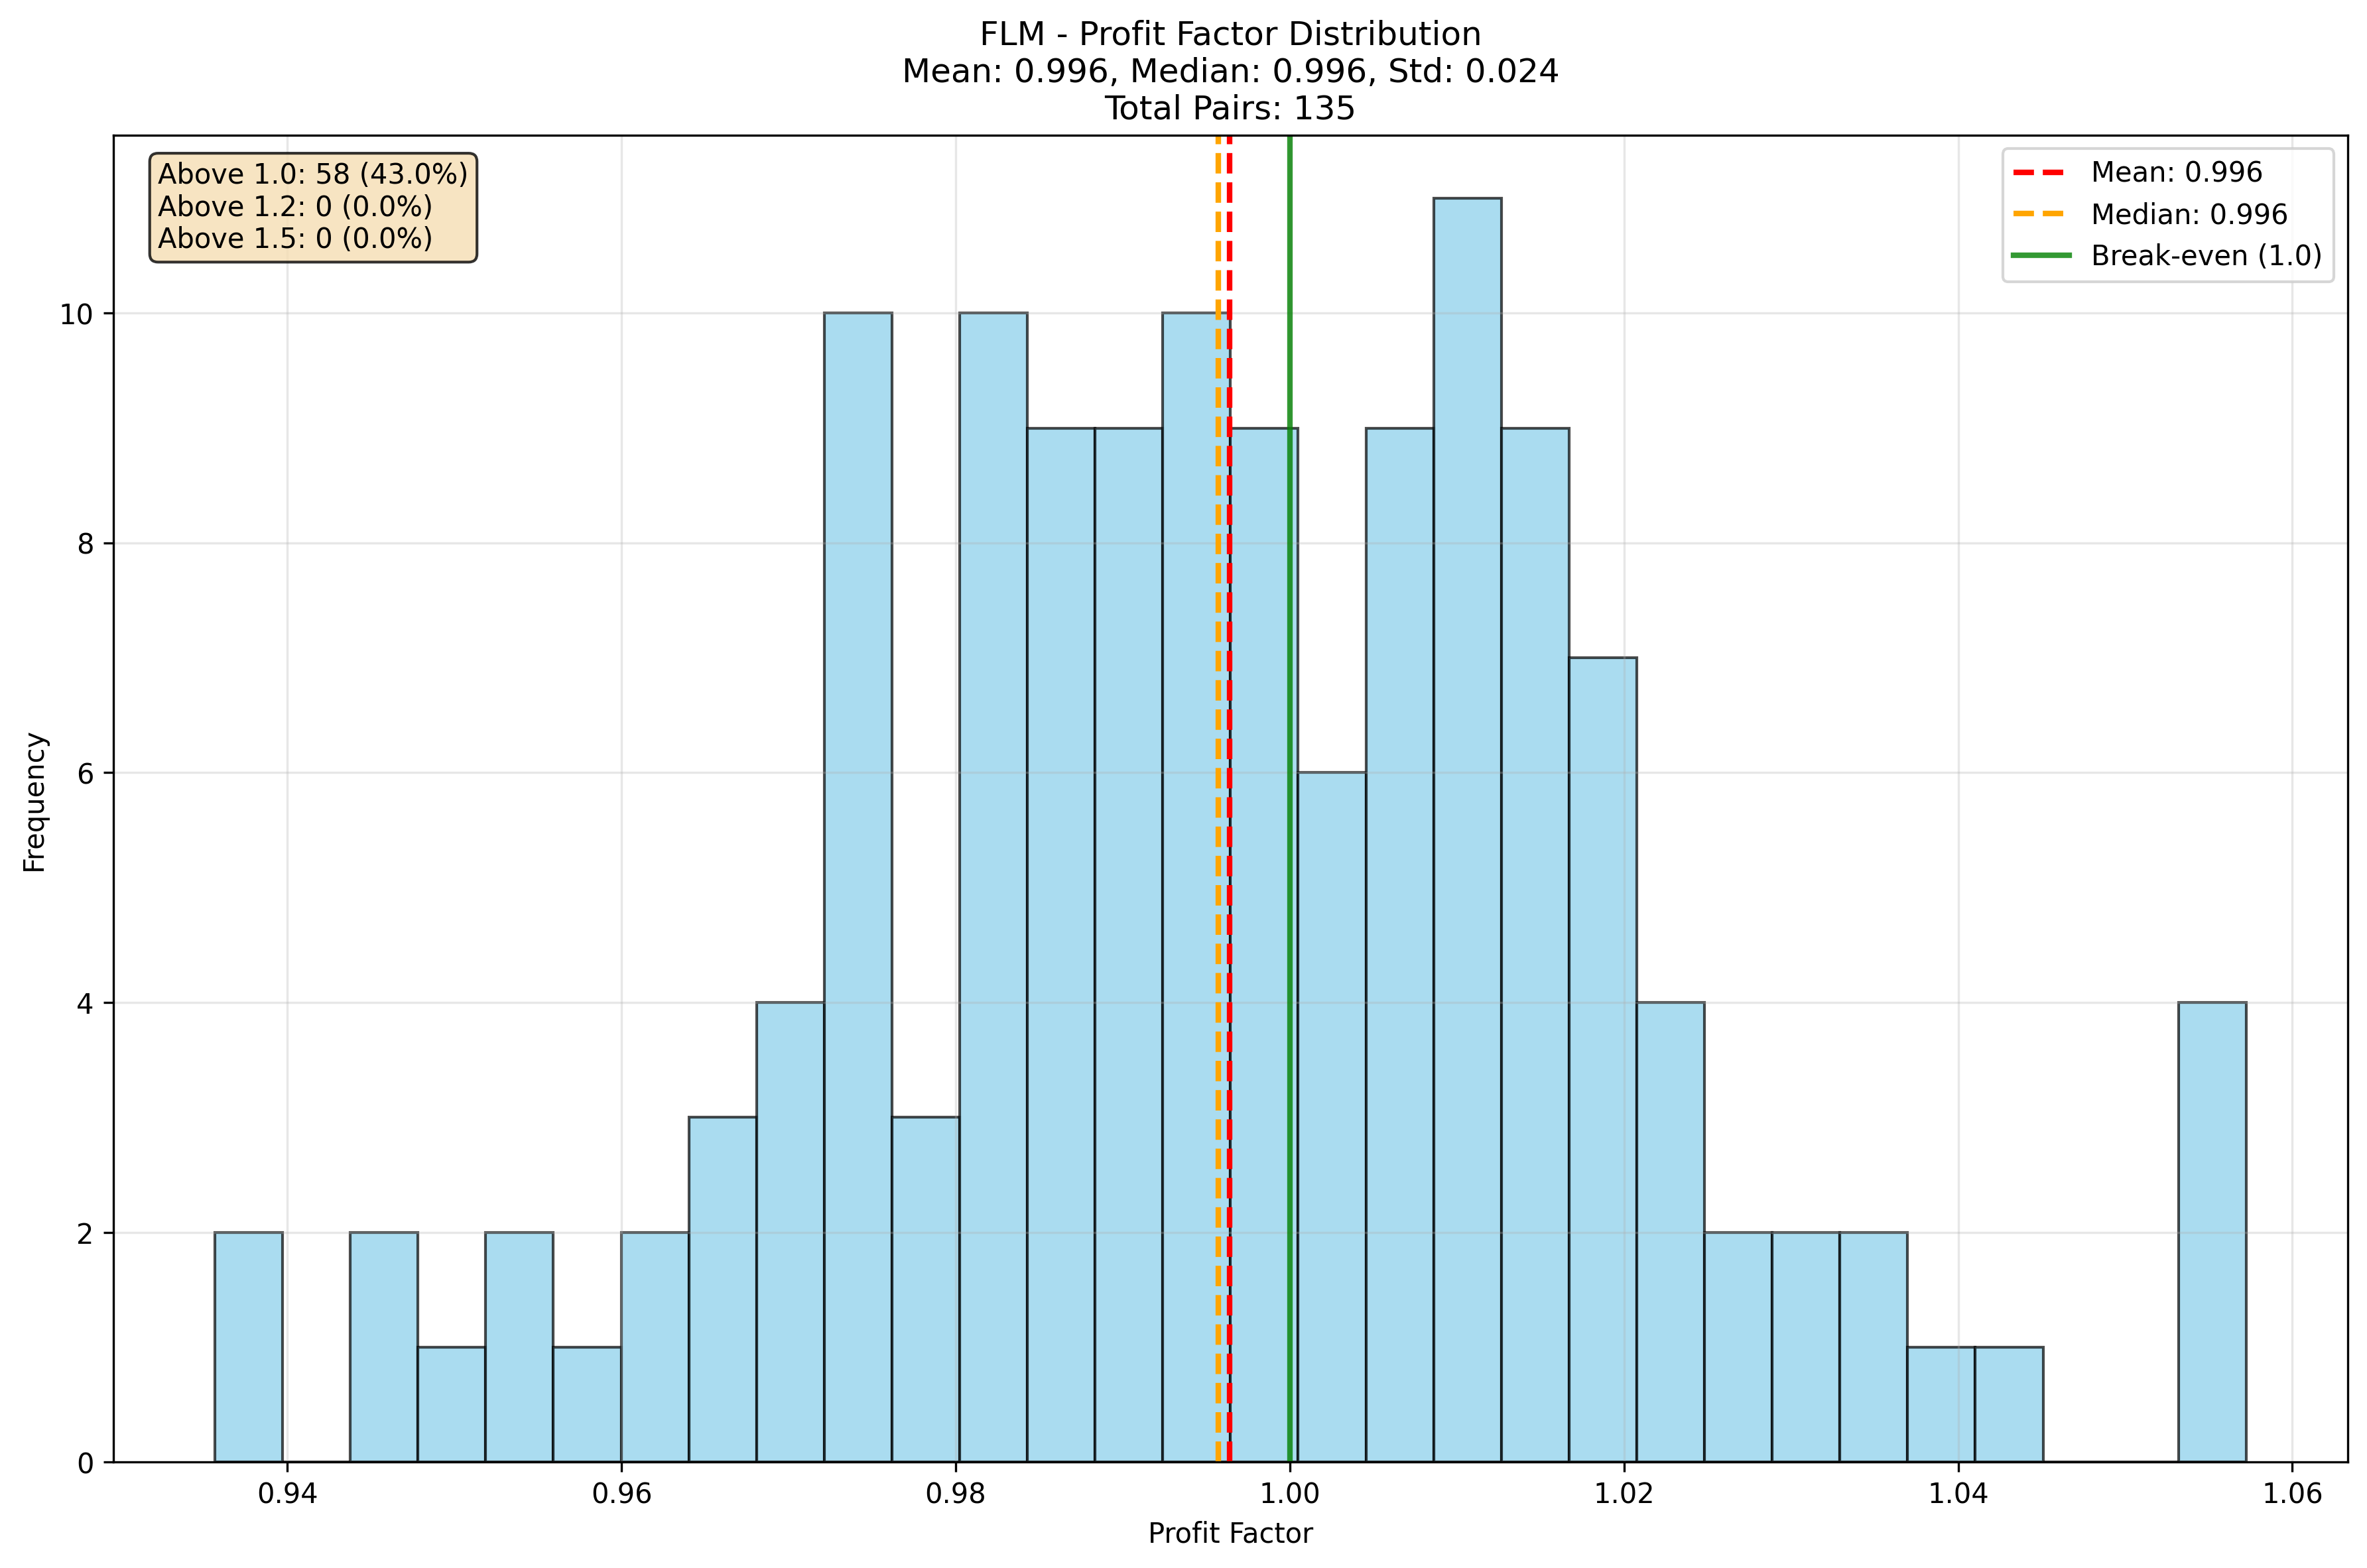 FLM - Profit Factor Distribution
Mean: 0.996, Median: 0.996, Std: 0.024
Total Pairs: 135
Above 1.0: 58 (43.0%)
Above 1.2: 0 (0.0%)
Above 1.5: 0 (0.0%)
Mean: 0.996
Median: 0.996
Break-even (1.0)
Frequency
10
8
6
4
2
0
0.94
0.96
0.98
1.00
1.02
1.04
1.06
Profit Factor